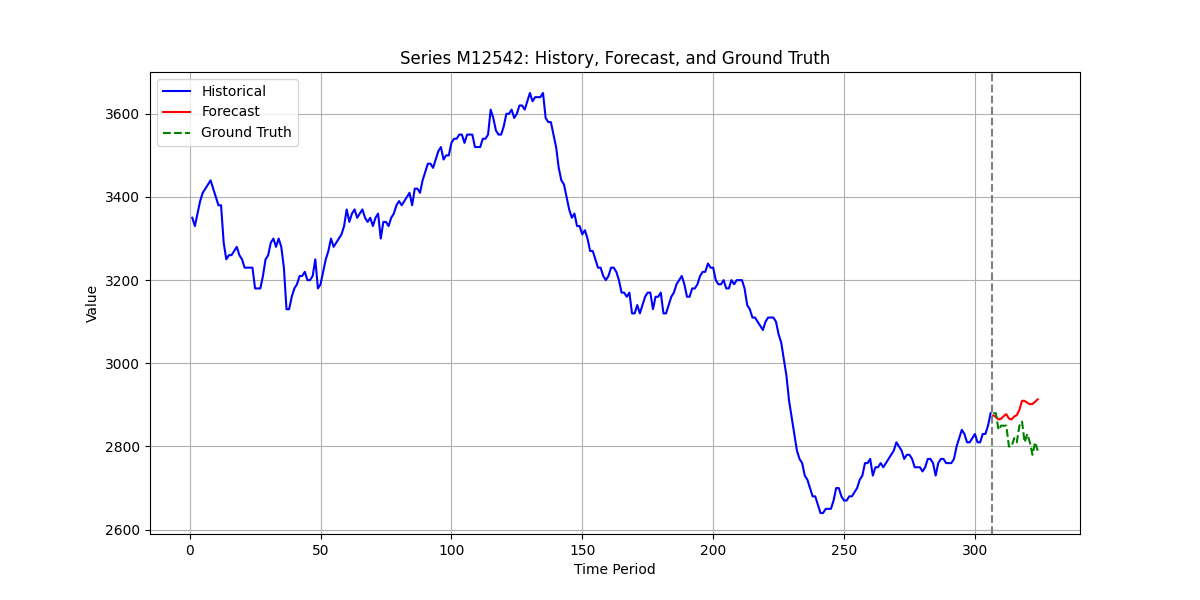 Series M12542: History, Forecast, and Ground Truth
Historical
Forecast
Ground Truth
Value
3600
3400
3200
3000
2800
2600
0 50 100 150 200 250 300
Time Period